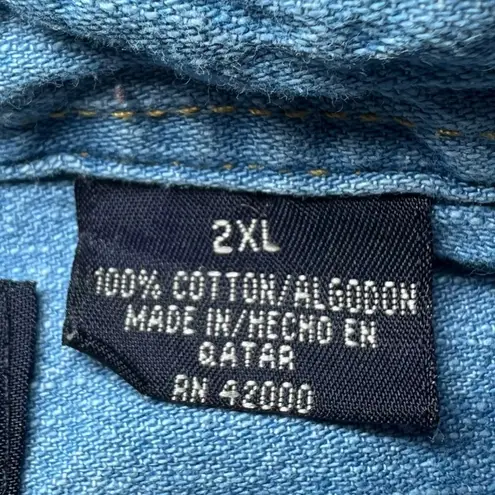 2XL
100% COTTON/ALGODON
MADE IN/HECHO EN
QATAR
RN 42000